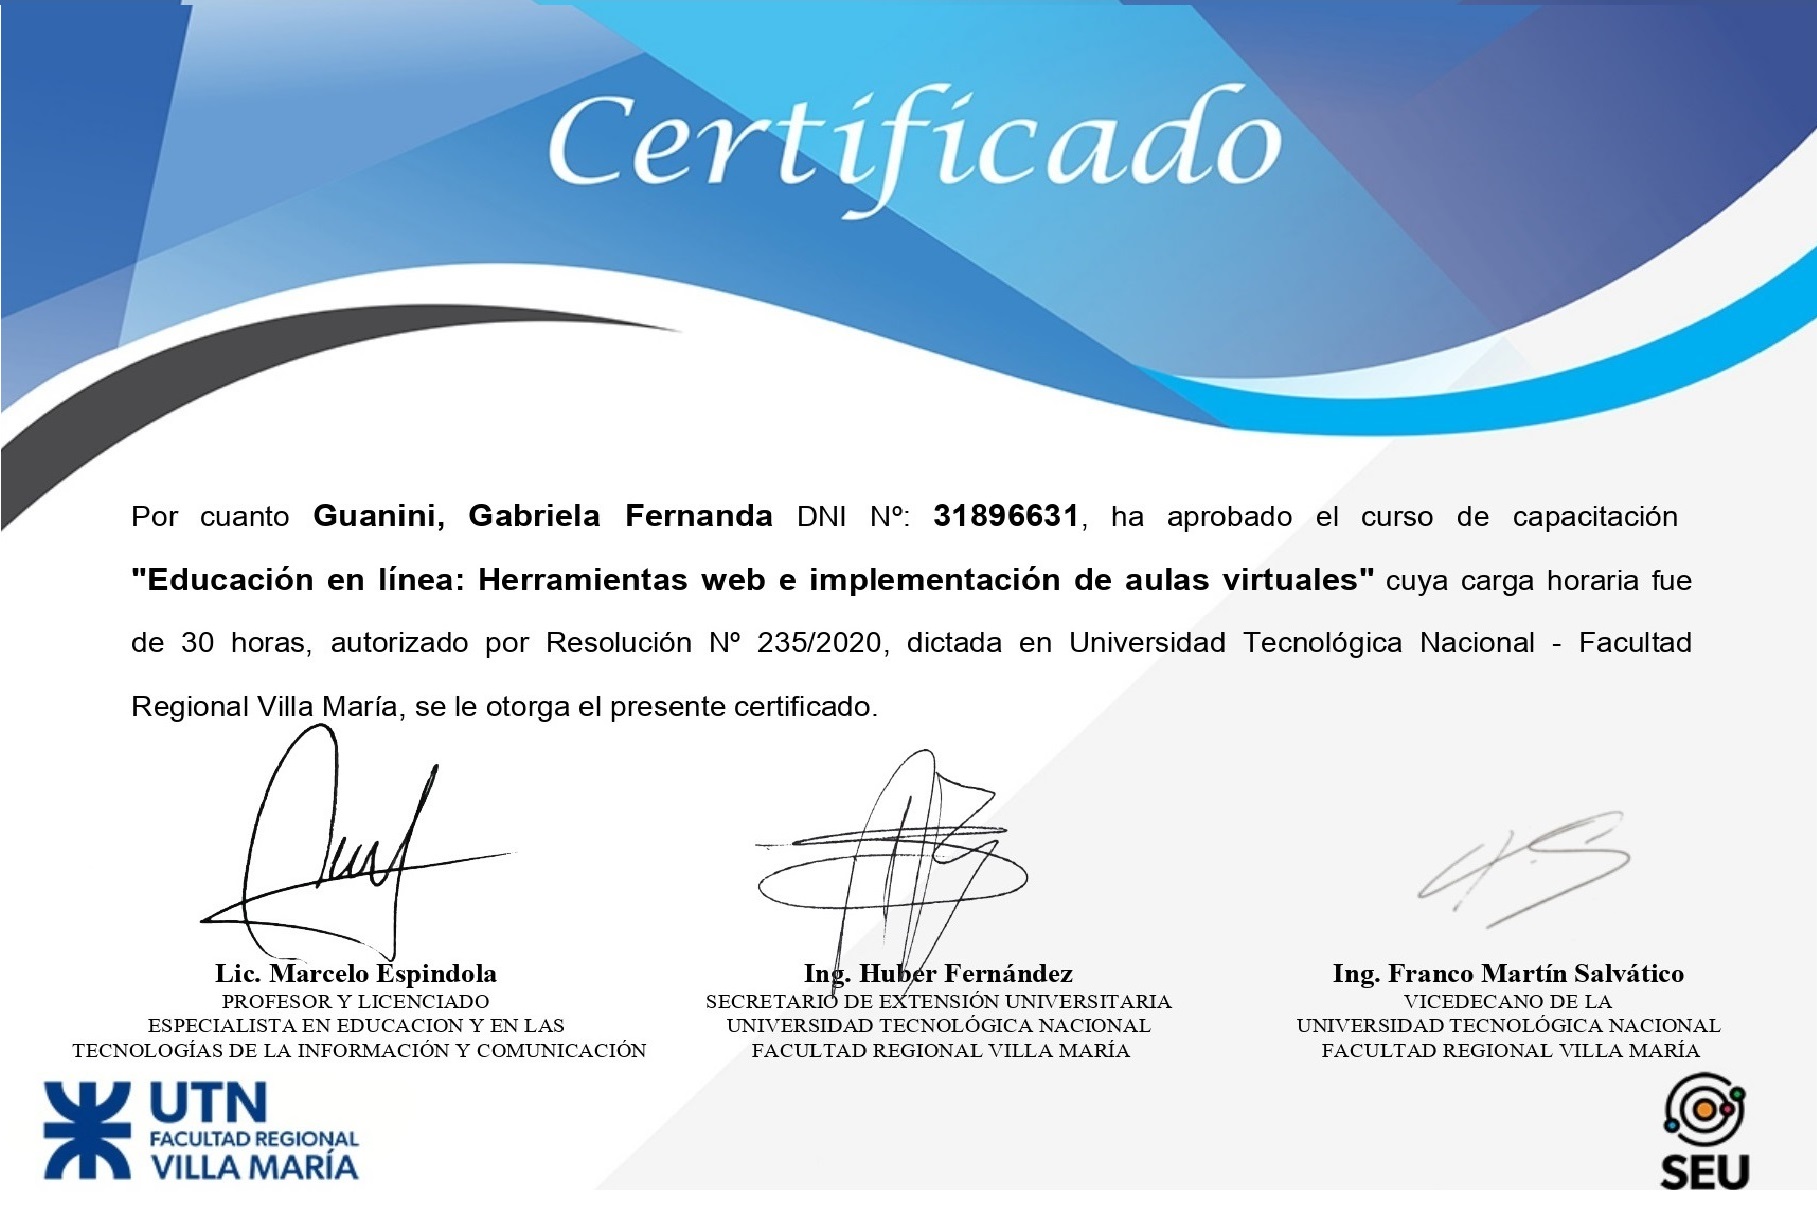 Certificado
Por cuanto Guanini, Gabriela Fernanda DNI Nº: 31896631, ha aprobado el curso de capacitación
"Educación en línea: Herramientas web e implementación de aulas virtuales" cuya carga horaria fue
de 30 horas, autorizado por Resolución Nº 235/2020, dictada en Universidad Tecnológica Nacional - Facultad
Regional Villa María, se le otorga el presente certificado.
Lic. Marcelo Espindola
PROFESOR Y LICENCIADO
ESPECIALISTA EN EDUCACION Y EN LAS
TECNOLOGÍAS DE LA INFORMACIÓN Y COMUNICACIÓN
Ing. Huber Fernández
SECRETARIO DE EXTENSIÓN UNIVERSITARIA
UNIVERSIDAD TECNOLÓGICA NACIONAL
FACULTAD REGIONAL VILLA MARÍA
Ing. Franco Martín Salvático
VICEDECANO DE LA
UNIVERSIDAD TECNOLÓGICA NACIONAL
FACULTAD REGIONAL VILLA MARÍA
UTN
FACULTAD REGIONAL
VILLA MARÍA
SEU